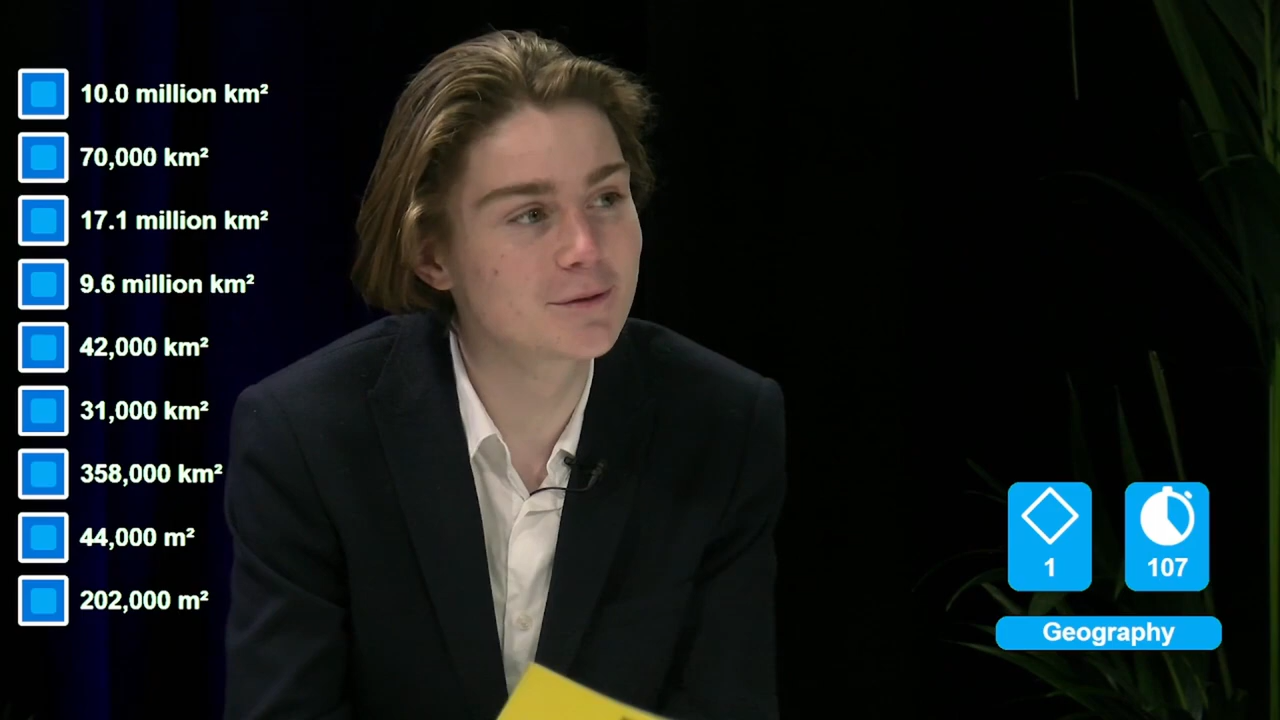 10.0 million km²
70,000 km²
17.1 million km²
9.6 million km²
42,000 km²
31,000 km²
358,000 km²
44,000 m²
202,000 m²
1
107
Geography